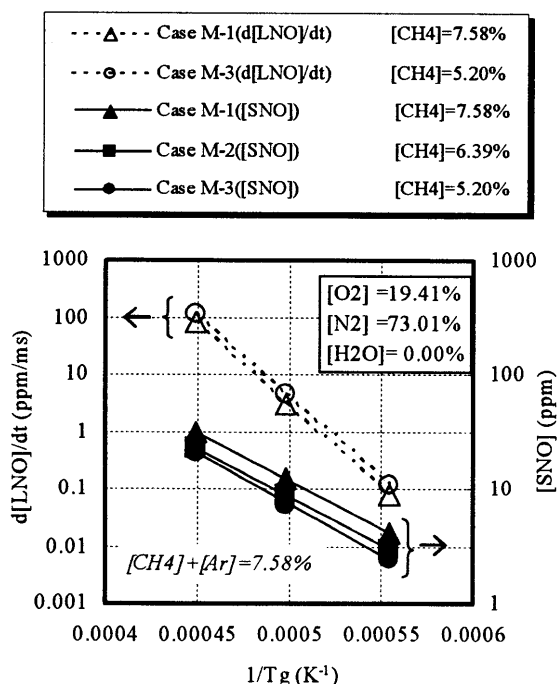 Case M-1(d[LNO]/dt) [CH4]=7.58%
Case M-3(d[LNO]/dt) [CH4]=5.20%
Case M-1([SNO]) [CH4]=7.58%
Case M-2([SNO]) [CH4]=6.39%
Case M-3([SNO]) [CH4]=5.20%
1000
100
10
1
0.1
0.01
0.001
d[LNO]/dt (ppm/ms)
[O2] =19.41%
[N2] =73.01%
[H2O]= 0.00%
[CH4]+[Ar]=7.58%
1000
100
10
1
[SNO] (ppm)
0.0004 0.00045 0.0005 0.00055 0.0006
1/Tg (K⁻¹)